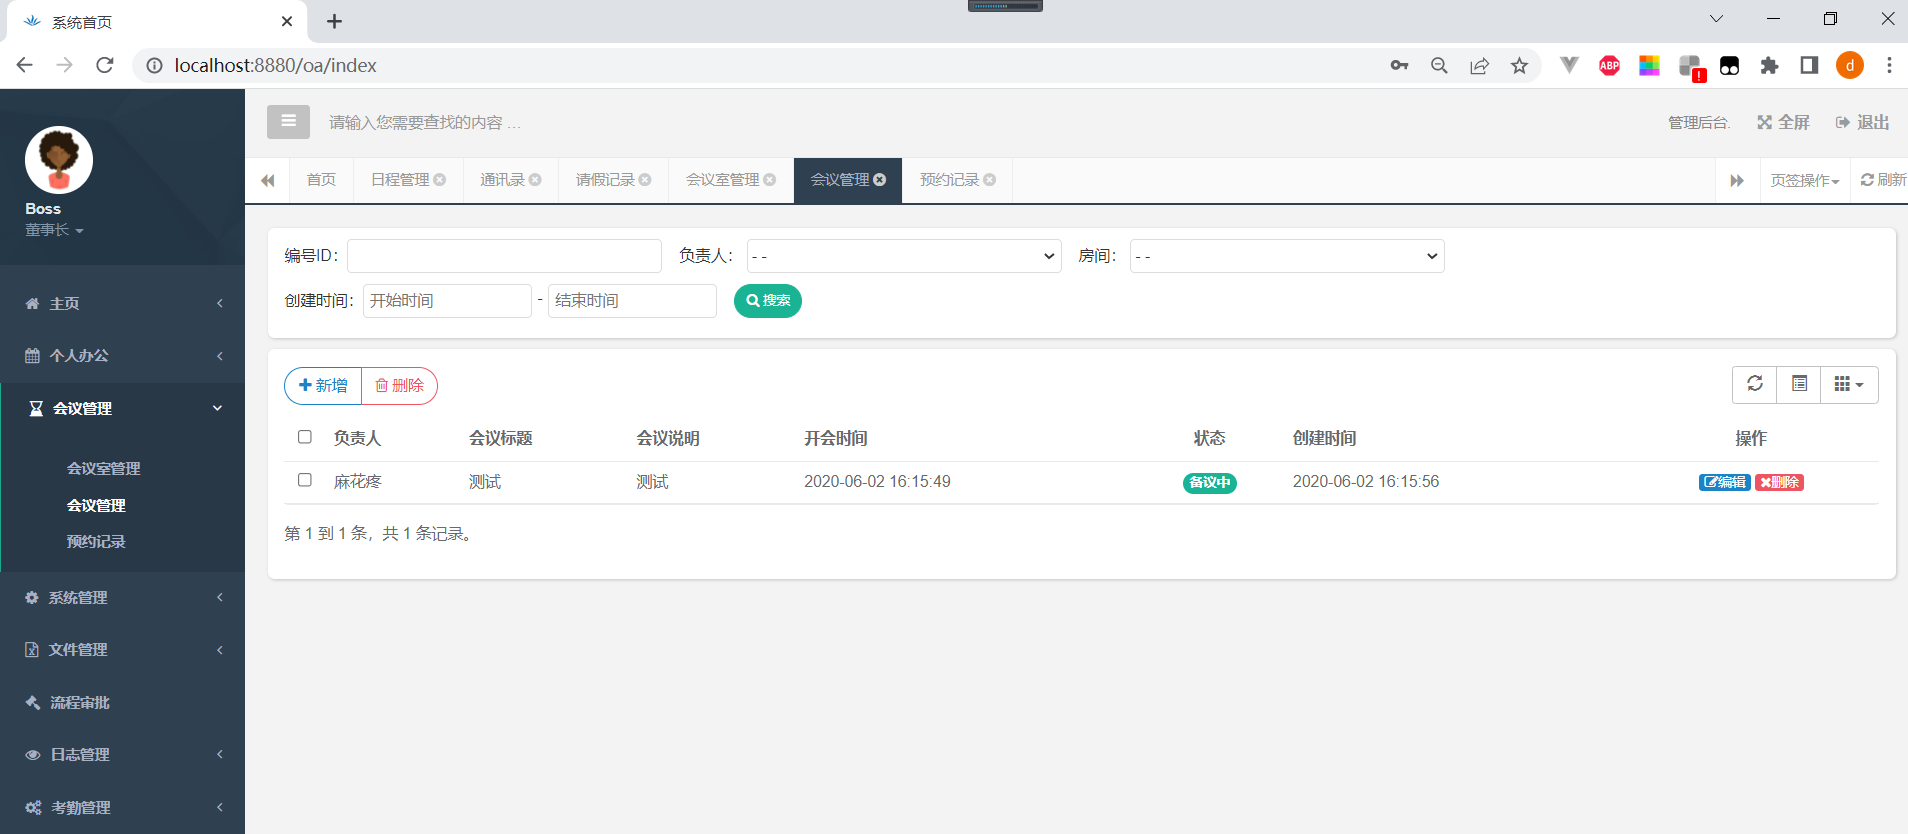 系统首页
localhost:8880/oa/index
ABP
!
d
Boss
董事长
主页
个人办公
会议管理
会议室管理
会议管理
预约记录
系统管理
文件管理
流程审批
日志管理
考勤管理
请输入您需要查找的内容 …
管理后台.
全屏
退出
首页
日程管理
通讯录
请假记录
会议室管理
会议管理
预约记录
页签操作
刷新
编号ID：
负责人： - -
房间： - -
创建时间： 开始时间 - 结束时间 搜索
新增 删除
负责人 会议标题 会议说明 开会时间 状态 创建时间 操作
麻花疼 测试 测试 2020-06-02 16:15:49 备议中 2020-06-02 16:15:56 编辑 删除
第 1 到 1 条，共 1 条记录。